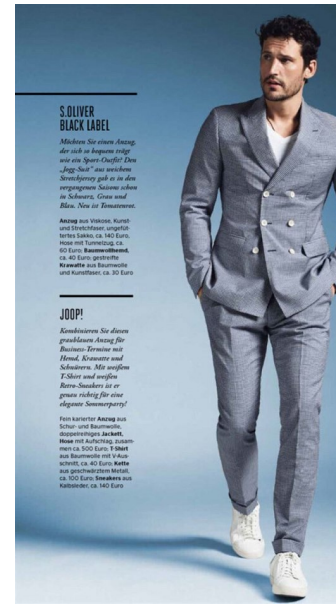 S.OLIVER
BLACK LABEL
Möchten Sie einen Anzug,
der sich so bequem trägt
wie ein Sport-Outfit? Den
„Jogg-Suit“ aus weichem
Stretchjersey gab es in den
vergangenen Saisons schon
in Schwarz, Grau und
Blau. Neu ist Tomatenrot.
Anzug aus Viskose, Kunst-
und Stretchfaser, ungefüt-
tertes Sakko, ca. 140 Euro,
Hose mit Tunnelzug, ca.
60 Euro; Baumwollhemd,
ca. 40 Euro; gestreifte
Krawatte aus Baumwolle
und Kunstfaser, ca. 30 Euro
JOOP!
Kombinieren Sie diesen
graublauen Anzug für
Business-Termine mit
Hemd, Krawatte und
Schnürern. Mit weißem
T-Shirt und weißen
Retro-Sneakers ist er
genau richtig für eine
elegante Sommerparty!
Fein karierter Anzug aus
Schur- und Baumwolle,
doppelreihiges Jackett,
Hose mit Aufschlag, zusam-
men ca. 500 Euro; T-Shirt
aus Baumwolle mit V-Aus-
schnitt, ca. 40 Euro; Kette
aus geschwärztem Metall,
ca. 100 Euro; Sneakers aus
Kalbsleder, ca. 140 Euro